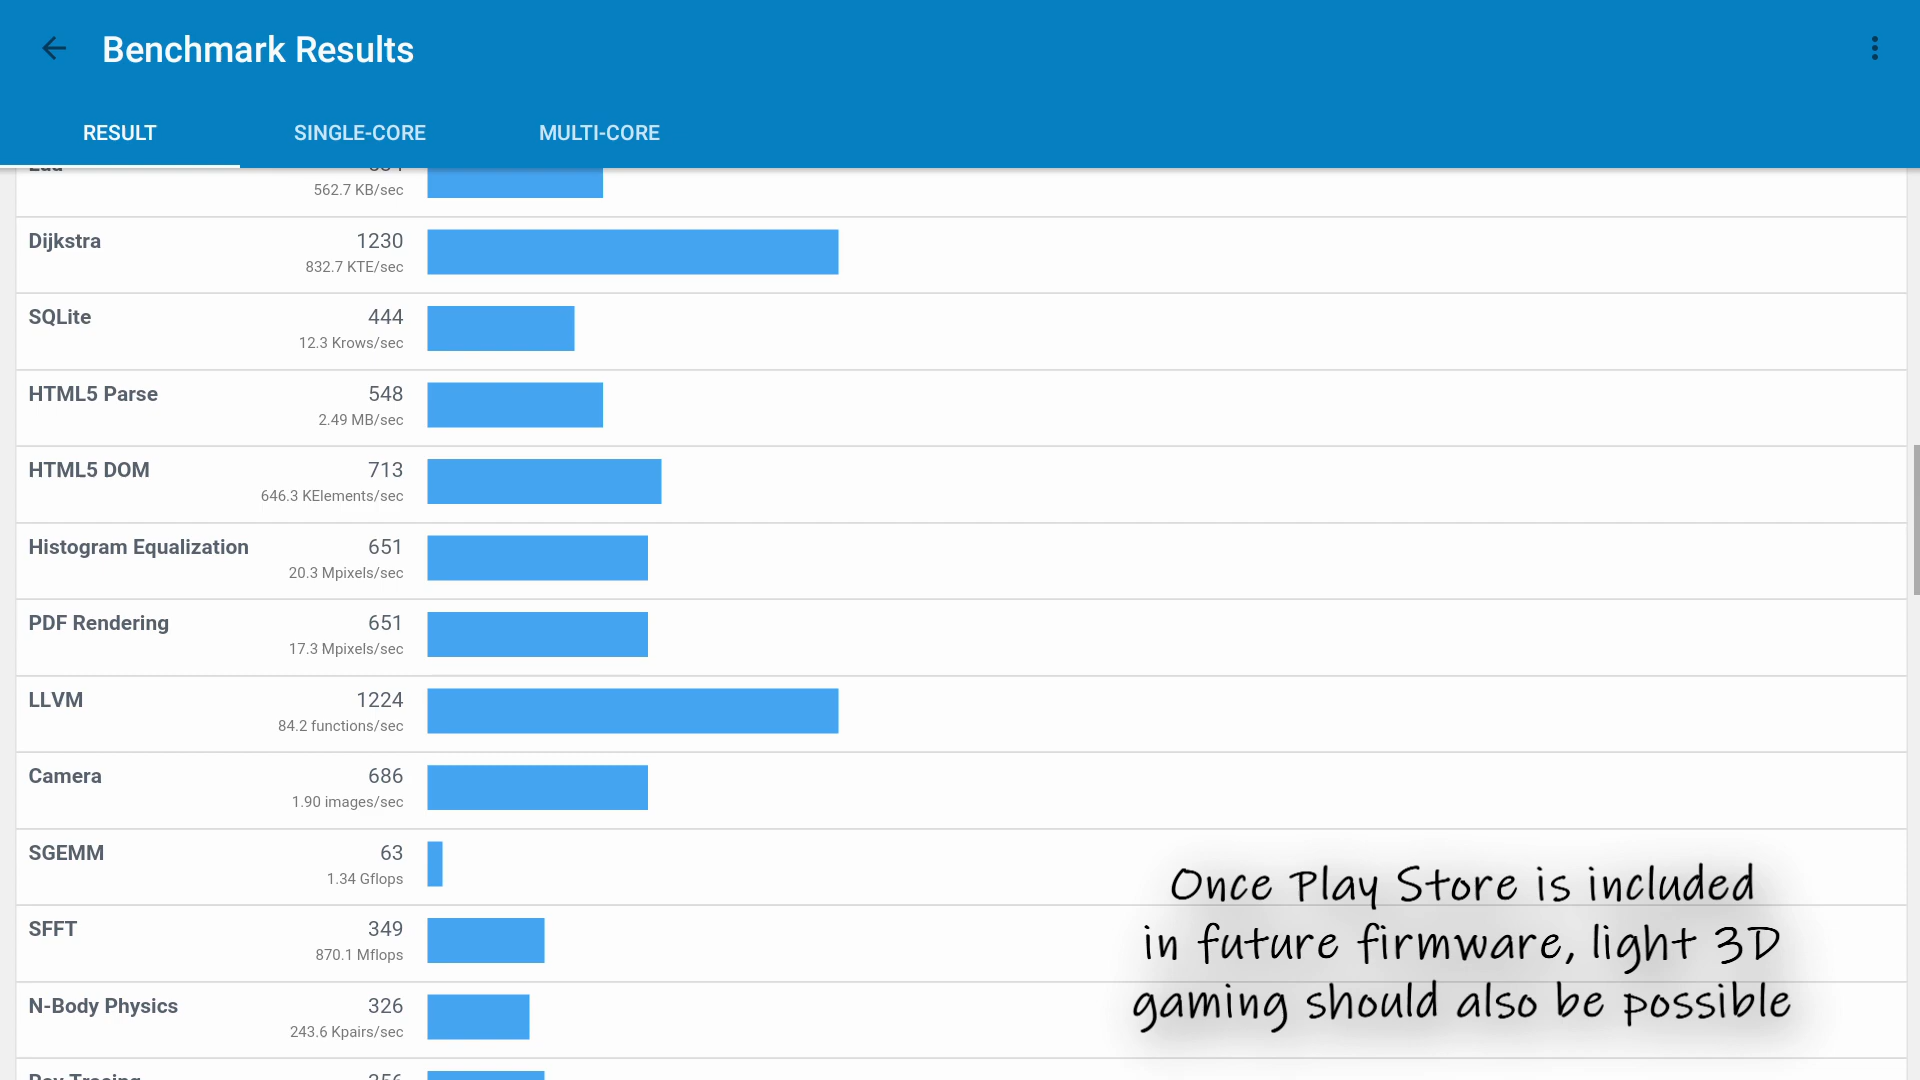 Benchmark Results
RESULT
SINGLE-CORE
MULTI-CORE
562.7 KB/sec
Dijkstra
1230
832.7 KTE/sec
SQLite
444
12.3 Krows/sec
HTML5 Parse
548
2.49 MB/sec
HTML5 DOM
713
646.3 KElements/sec
Histogram Equalization
651
20.3 Mpixels/sec
PDF Rendering
651
17.3 Mpixels/sec
LLVM
1224
84.2 functions/sec
Camera
686
1.90 images/sec
SGEMM
63
1.34 Gflops
SFFT
349
870.1 Mflops
N-Body Physics
326
243.6 Kpairs/sec
Once Play Store is included
in future firmware, light 3D
gaming should also be possible